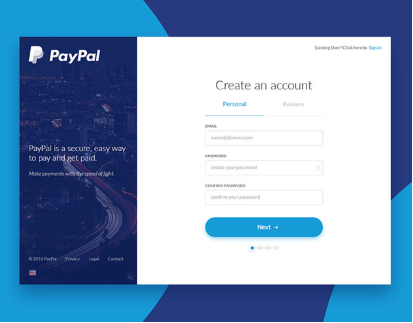 PayPal
Existing User? Click here to Sign In
Create an account
Personal
Business
EMAIL
name@domain.com
PASSWORD
create your password
CONFIRM PASSWORD
confirm your password
Next →
PayPal is a secure, easy way
to pay and get paid.
Make payments with the speed of light.
© 2016 PayPal
Privacy
Legal
Contact